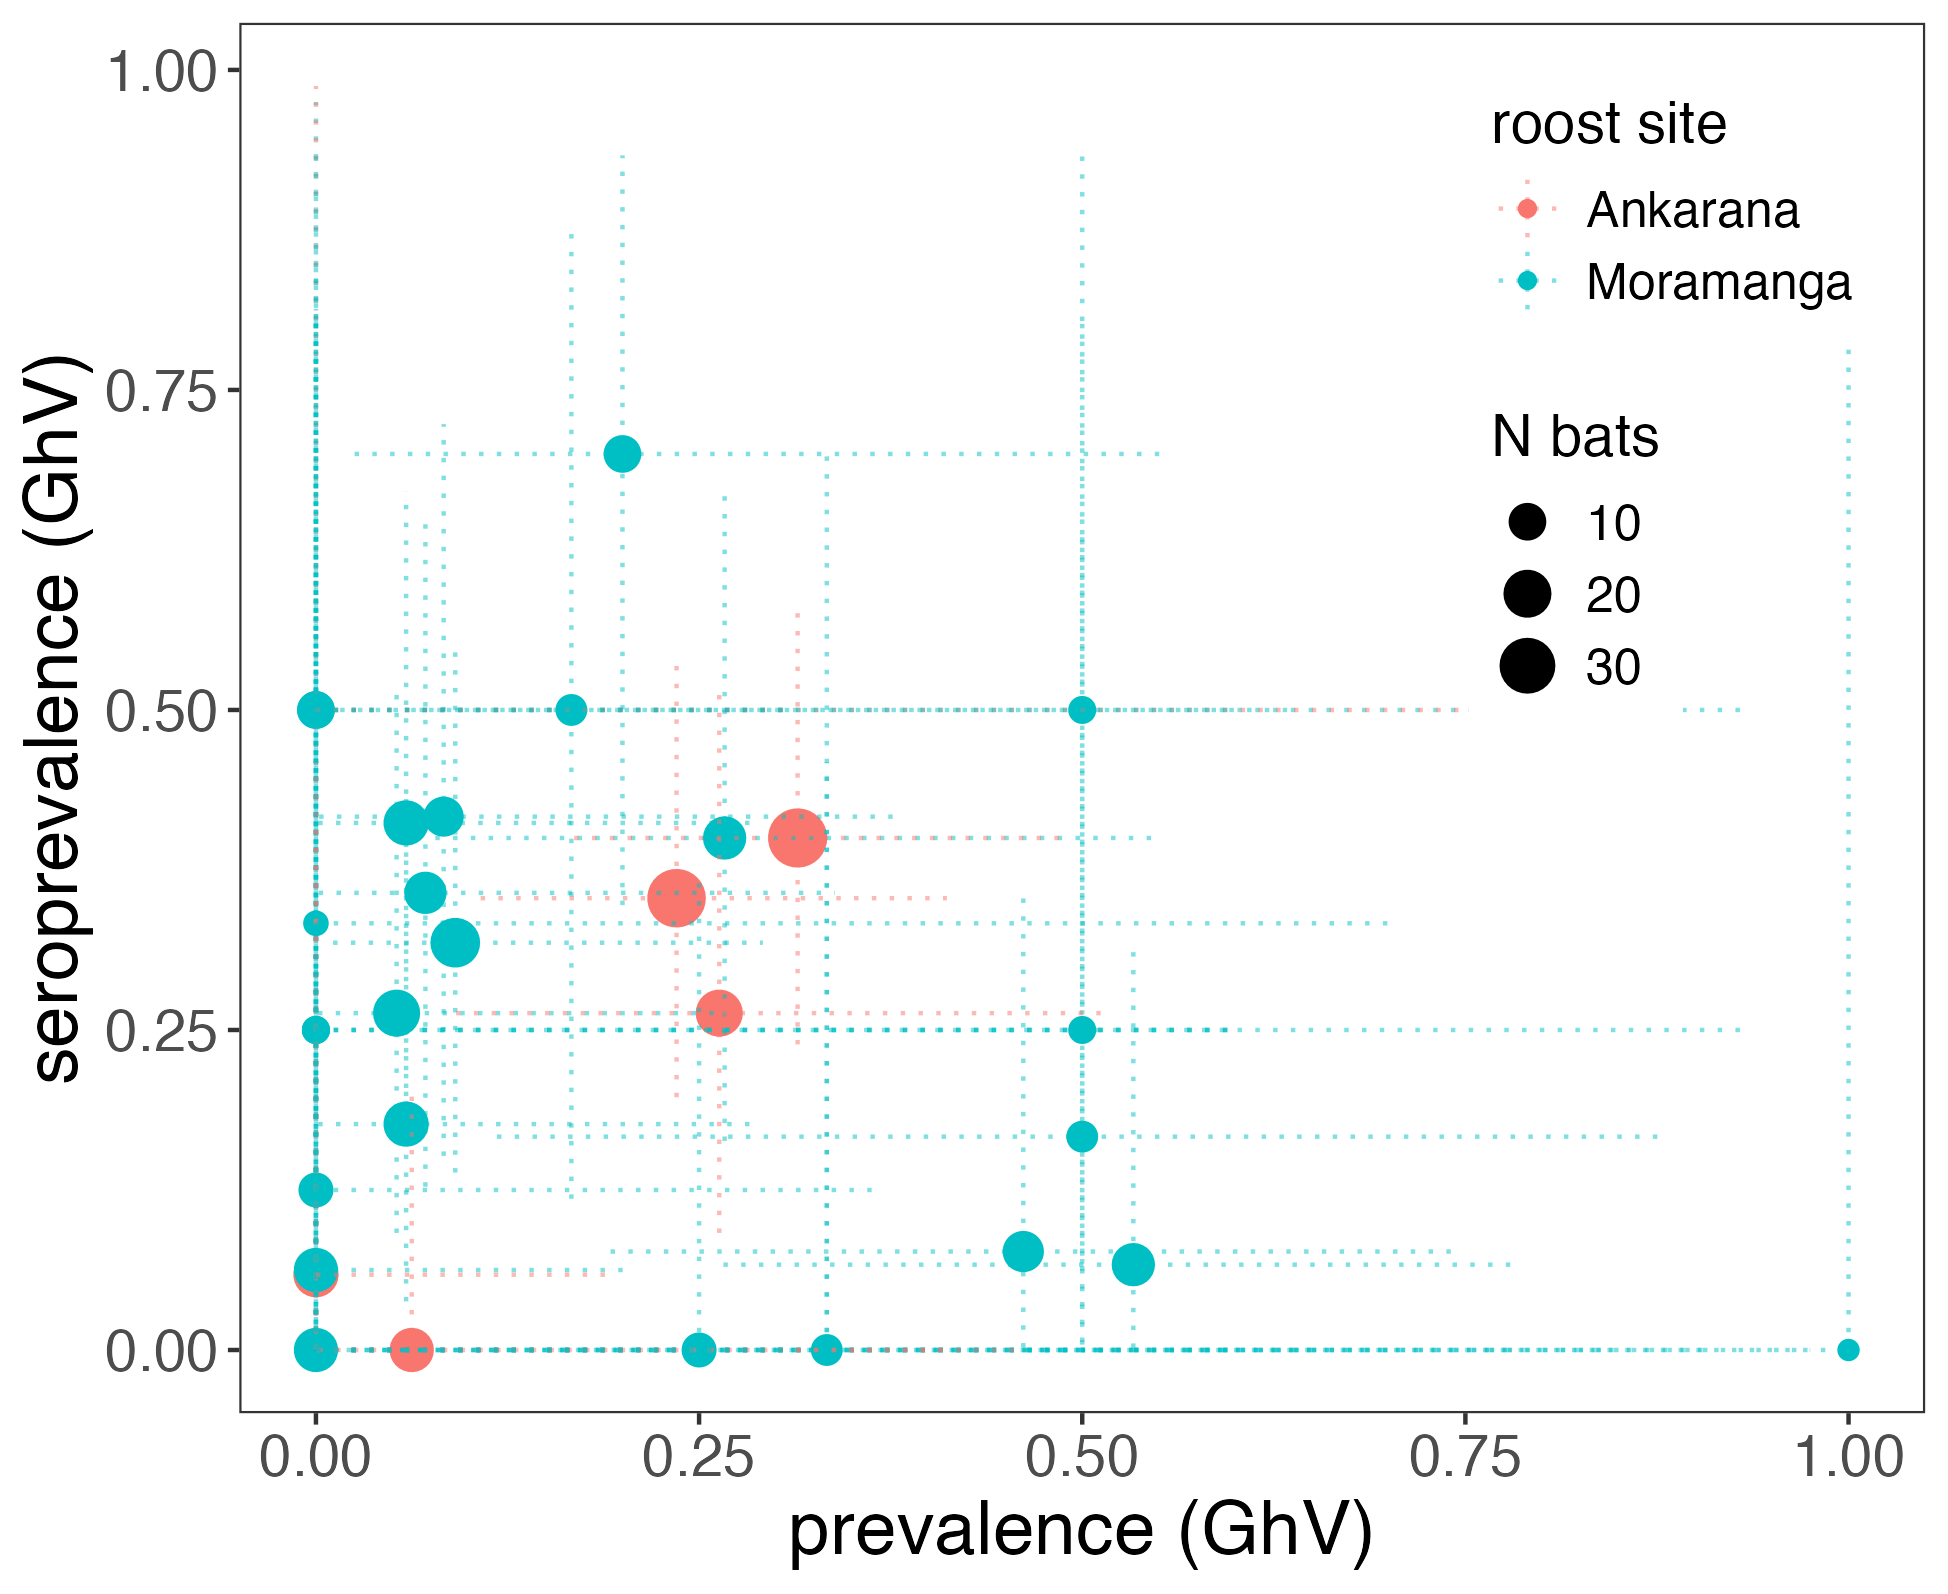 1.00
0.75
0.50
0.25
0.00
seroprevalence (GhV)
roost site
Ankarana
Moramanga
N bats
10
20
30
0.00 0.25 0.50 0.75 1.00
prevalence (GhV)